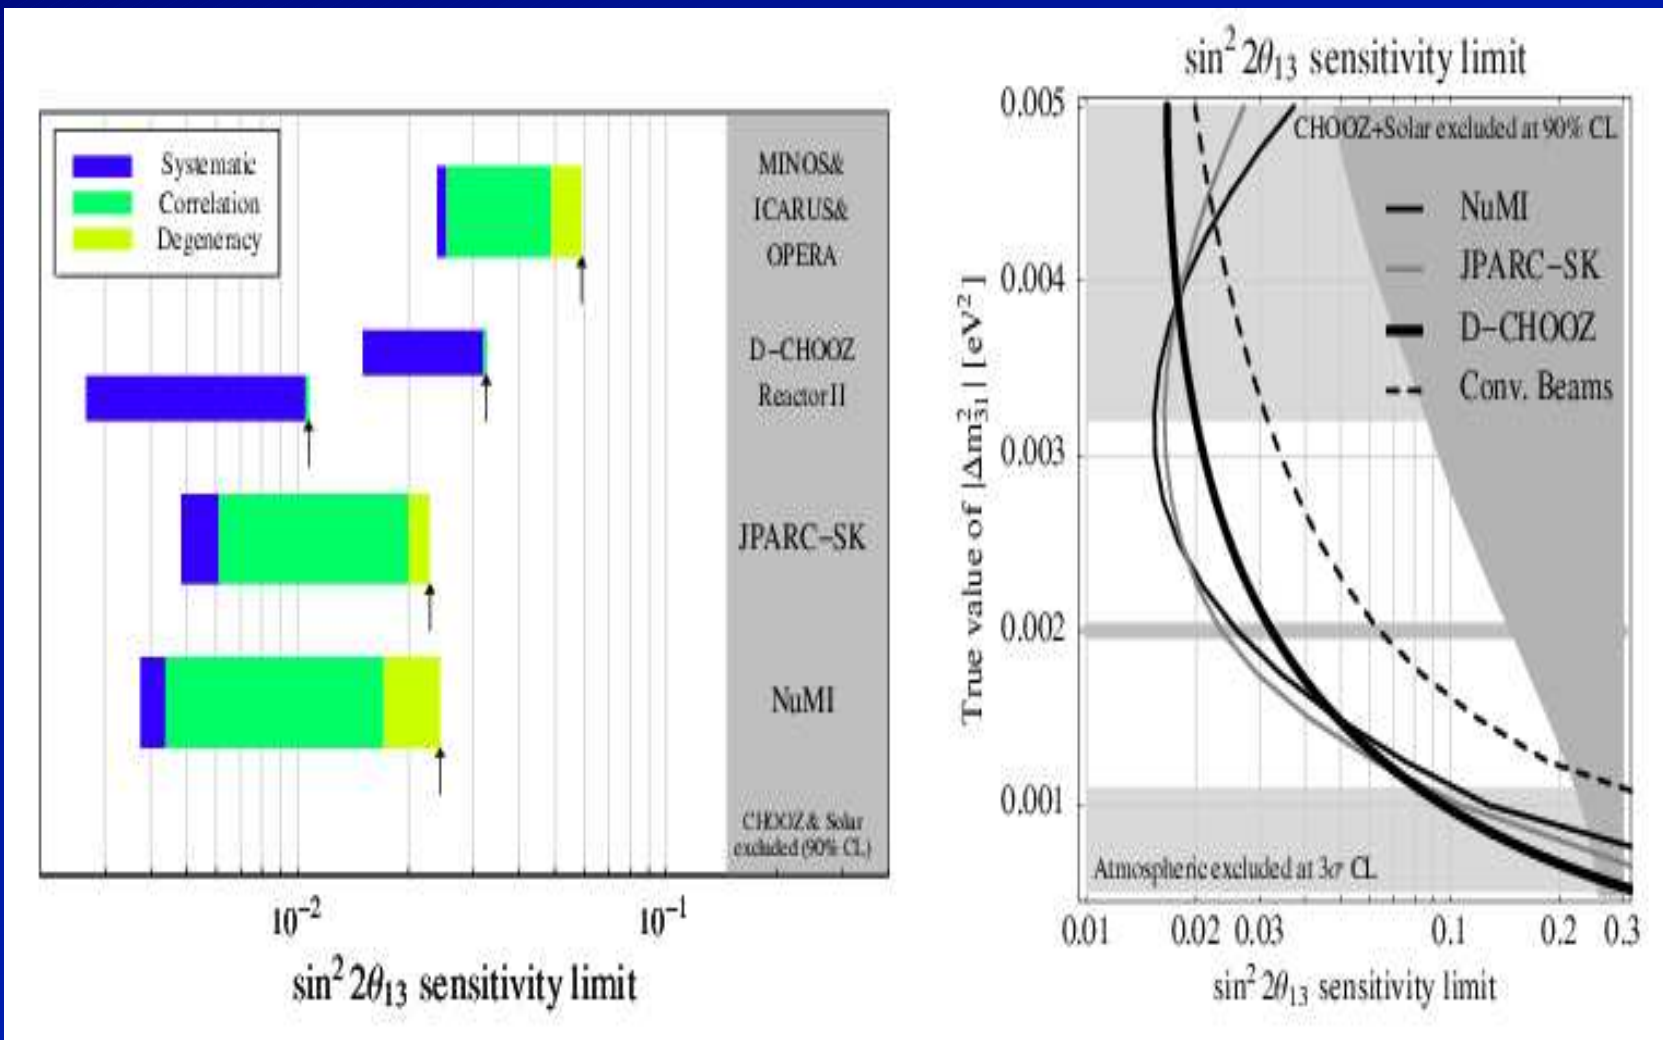 Systematic
Correlation
Degeneracy
MINOS&
ICARUS&
OPERA
D-CHOOZ
Reactor II
JPARC-SK
NuMI
CHOOZ & Solar
excluded (90% CL)
10⁻² 10⁻¹
sin² 2θ₁₃ sensitivity limit
sin² 2θ₁₃ sensitivity limit
CHOOZ+Solar excluded at 90% CL
NuMI
JPARC-SK
D-CHOOZ
Conv. Beams
True value of |Δm²₃₁| [eV²]
0.005
0.004
0.003
0.002
0.001
Atmospheric excluded at 3σ CL
0.01 0.02 0.03 0.1 0.2 0.3
sin² 2θ₁₃ sensitivity limit